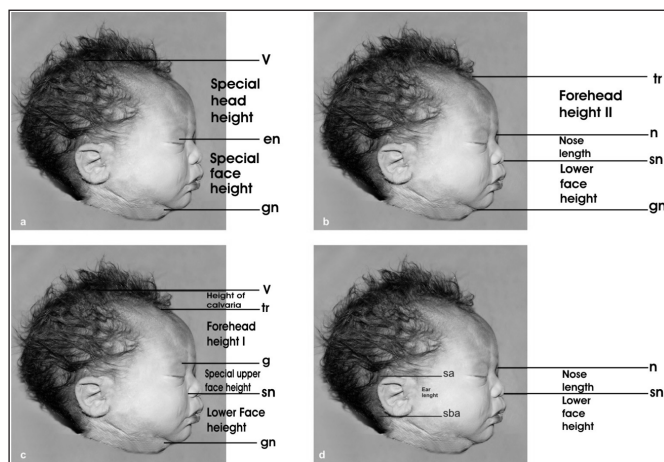 V
Special
head
height
en
Special
face
height
gn
a
tr
Forehead
height II
n
Nose
length
sn
Lower
face
height
gn
b
V
Height of
calvaria
tr
Forehead
height I
g
Special upper
face height
sn
Lower Face
heieght
gn
c
n
sa
Ear
lenght
Nose
length
sn
Lower
face
height
sba
d